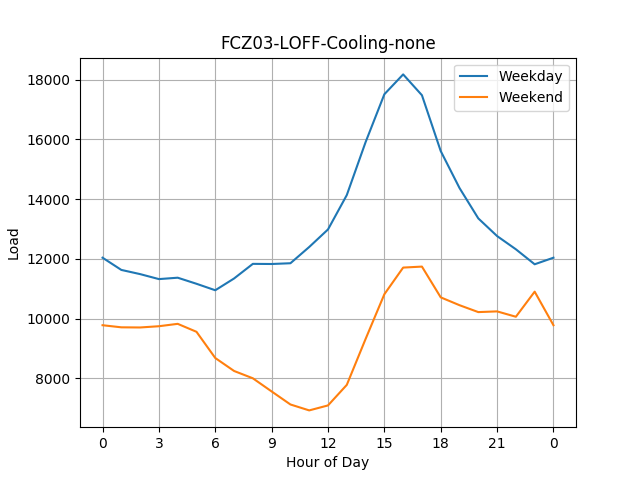 FCZ03-LOFF-Cooling-none
Weekday
Weekend
18000
16000
14000
12000
10000
8000
Load
0 3 6 9 12 15 18 21 0
Hour of Day